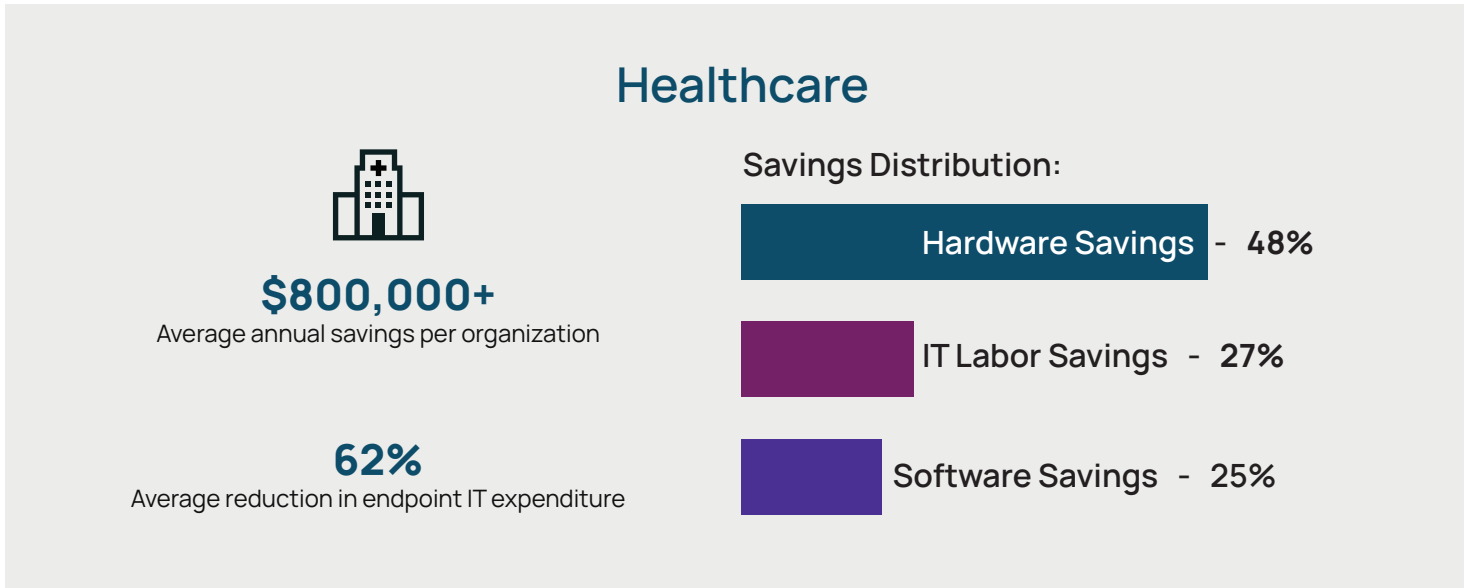 Healthcare
$800,000+
Average annual savings per organization
62%
Average reduction in endpoint IT expenditure
Savings Distribution:
Hardware Savings - 48%
IT Labor Savings - 27%
Software Savings - 25%